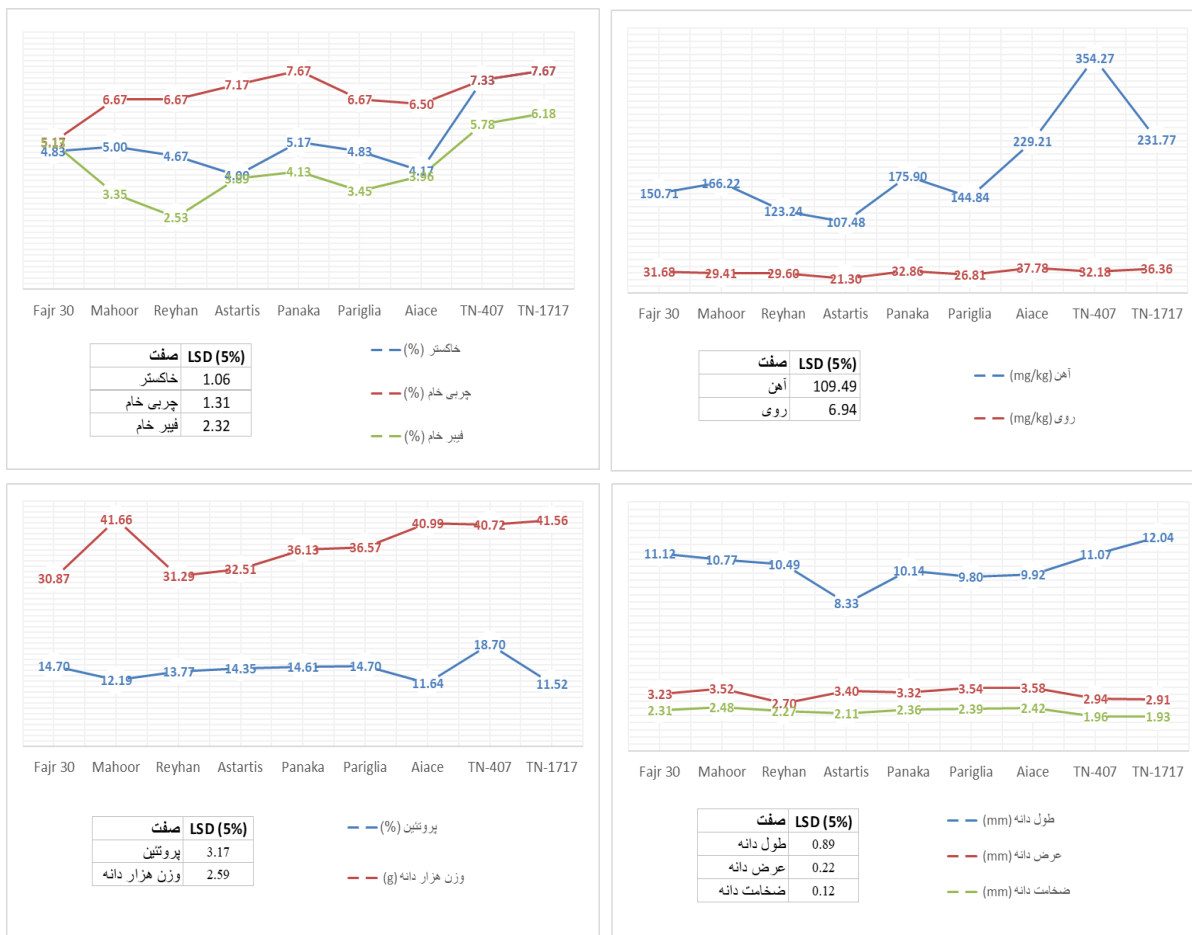 7.17 7.67 7.33 7.67
6.67 6.67 6.67 6.50
5.17 5.00 4.67 4.00 5.17 4.83 4.17
4.83 3.35 2.53 3.89 4.13 3.45 3.96 5.78 6.18
Fajr 30 Mahoor Reyhan Astartis Panaka Pariglia Aiace TN-407 TN-1717
صفت LSD (5%)
خاکستر 1.06
چربی خام 1.31
فیبر خام 2.32
خاکستر (%)
چربی خام (%)
فیبر خام (%)
150.71 166.22 123.24 107.48 175.90 144.84 229.21 354.27 231.77
31.68 29.41 29.60 21.30 32.86 26.81 37.78 32.18 36.36
Fajr 30 Mahoor Reyhan Astartis Panaka Pariglia Aiace TN-407 TN-1717
صفت LSD (5%)
آهن 109.49
روی 6.94
آهن (mg/kg)
روی (mg/kg)
30.87 41.66 31.29 32.51 36.13 36.57 40.99 40.72 41.56
14.70 12.19 13.77 14.35 14.61 14.70 11.64 18.70 11.52
Fajr 30 Mahoor Reyhan Astartis Panaka Pariglia Aiace TN-407 TN-1717
صفت LSD (5%)
پروتئین 3.17
وزن هزار دانه 2.59
پروتئین (%)
وزن هزار دانه (g)
11.12 10.77 10.49 8.33 10.14 9.80 9.92 11.07 12.04
3.23 3.52 2.70 3.40 3.32 3.54 3.58 2.94 2.91
2.31 2.48 2.27 2.11 2.36 2.39 2.42 1.96 1.93
Fajr 30 Mahoor Reyhan Astartis Panaka Pariglia Aiace TN-407 TN-1717
صفت LSD (5%)
طول دانه 0.89
عرض دانه 0.22
ضخامت دانه 0.12
طول دانه (mm)
عرض دانه (mm)
ضخامت دانه (mm)